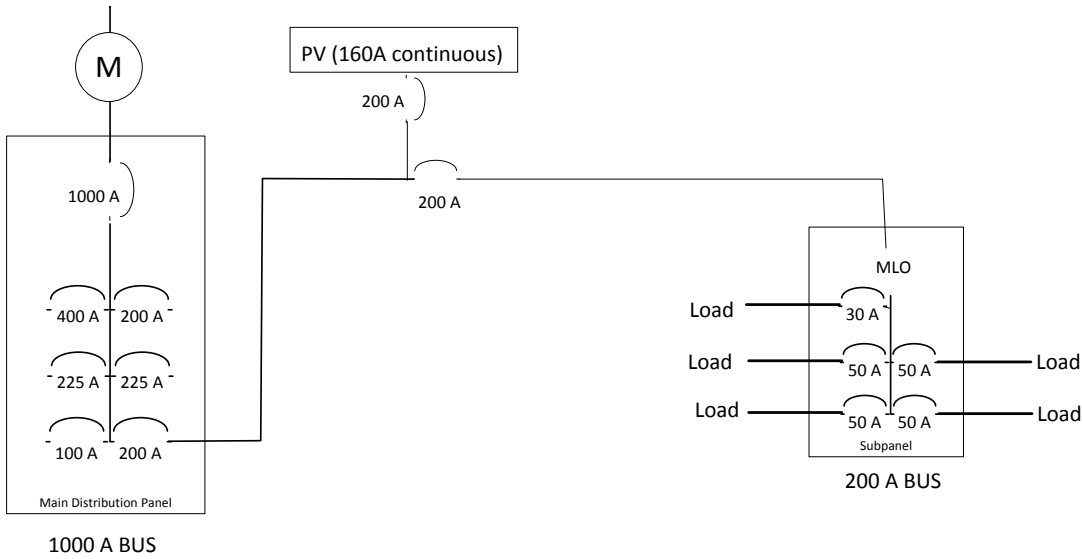 M
PV (160A continuous)
200 A
1000 A
200 A
MLO
Load
30 A
400 A
200 A
Load
50 A
50 A
Load
225 A
225 A
Load
50 A
50 A
Load
100 A
200 A
Subpanel
200 A BUS
Main Distribution Panel
1000 A BUS